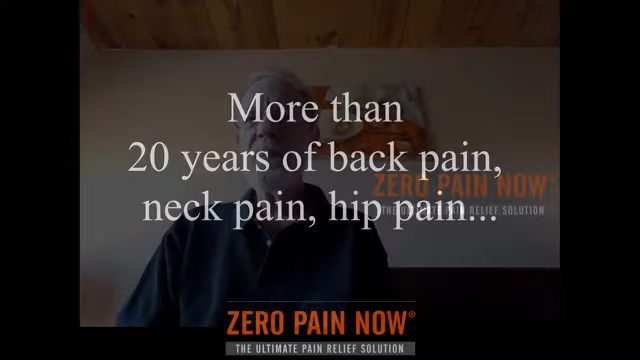 More than
20 years of back pain,
neck pain, hip pain...
ZERO PAIN NOW®
THE ULTIMATE PAIN RELIEF SOLUTION
ZERO PAIN NOW®
THE ULTIMATE PAIN RELIEF SOLUTION